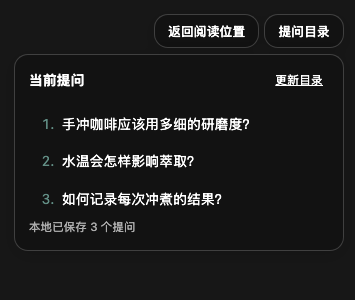 返回阅读位置 提问目录
当前提问 更新目录
1. 手冲咖啡应该用多细的研磨度？
2. 水温会怎样影响萃取？
3. 如何记录每次冲煮的结果？
本地已保存 3 个提问